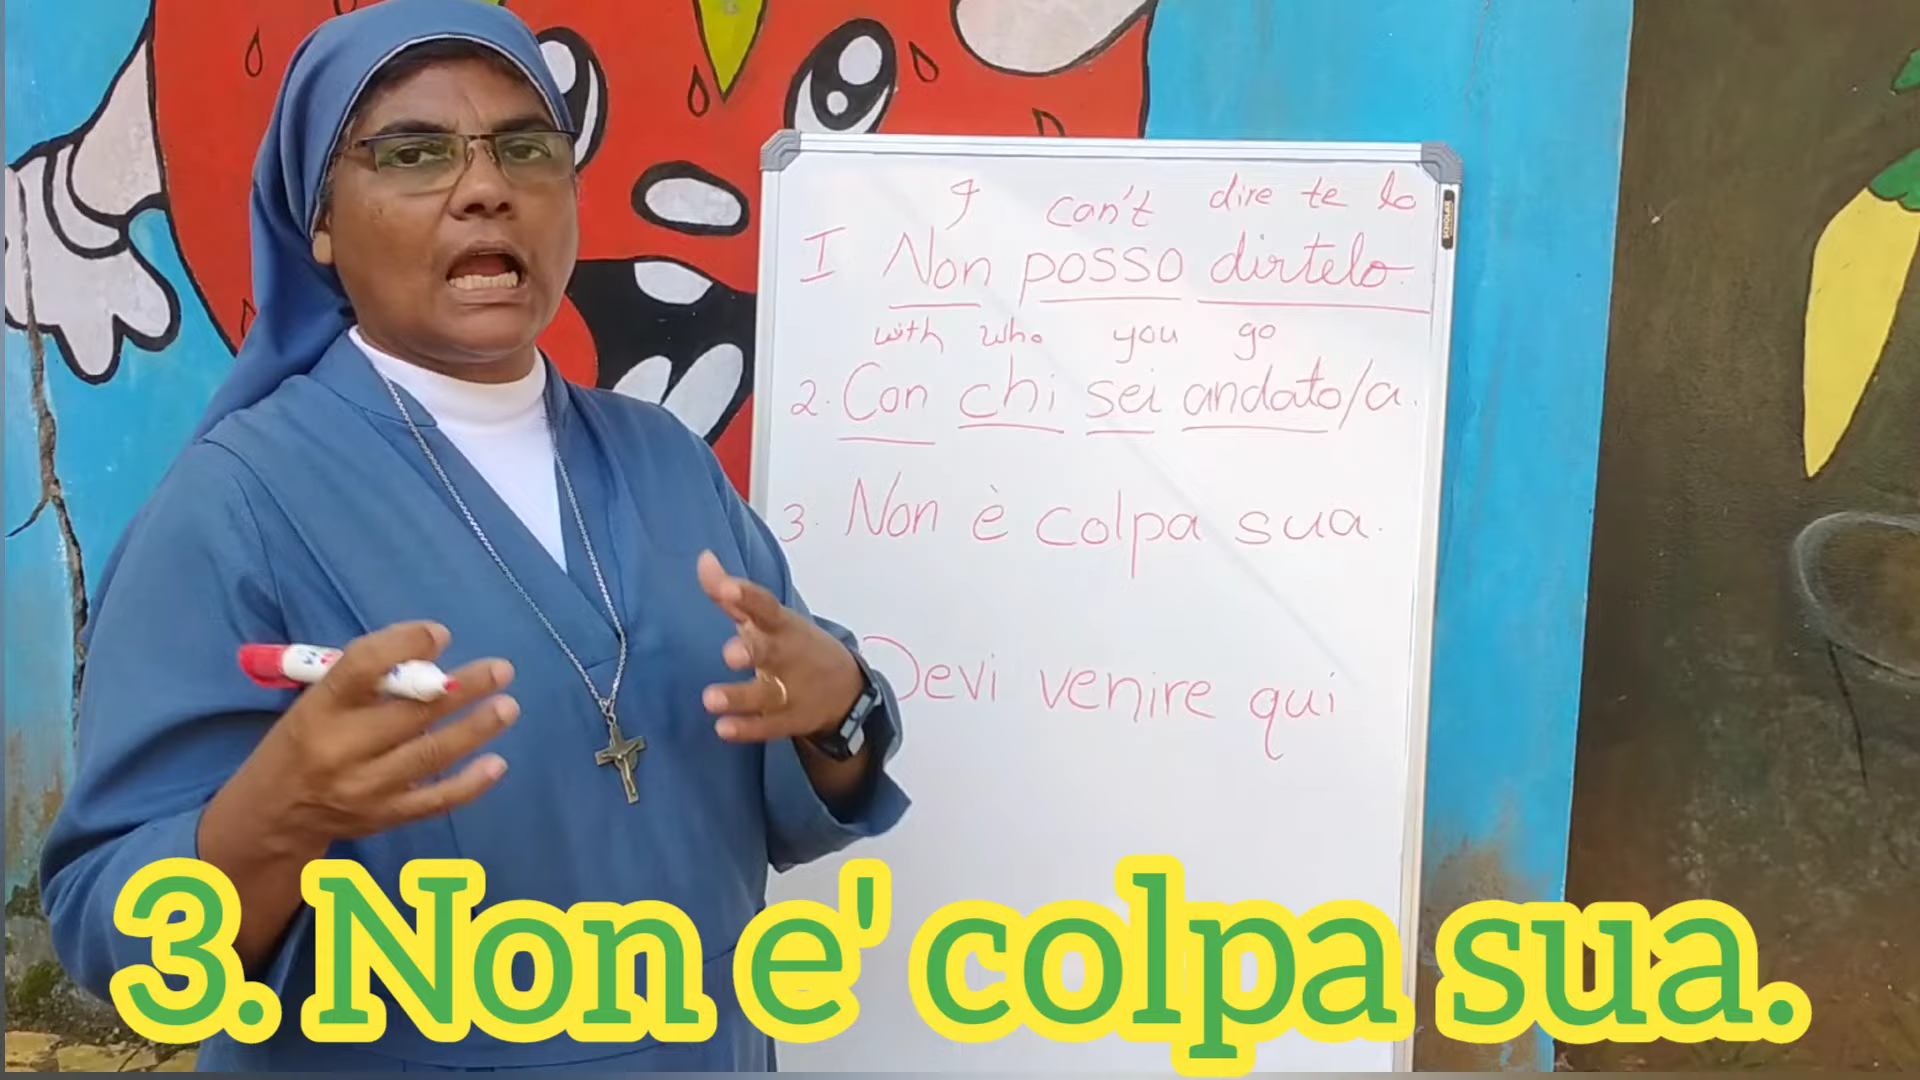 I can't dire te lo
I Non posso dirtelo.
with who you go
2. Con chi sei andato/a.
3. Non è colpa sua.
Devi venire qui
3. Non e' colpa sua.